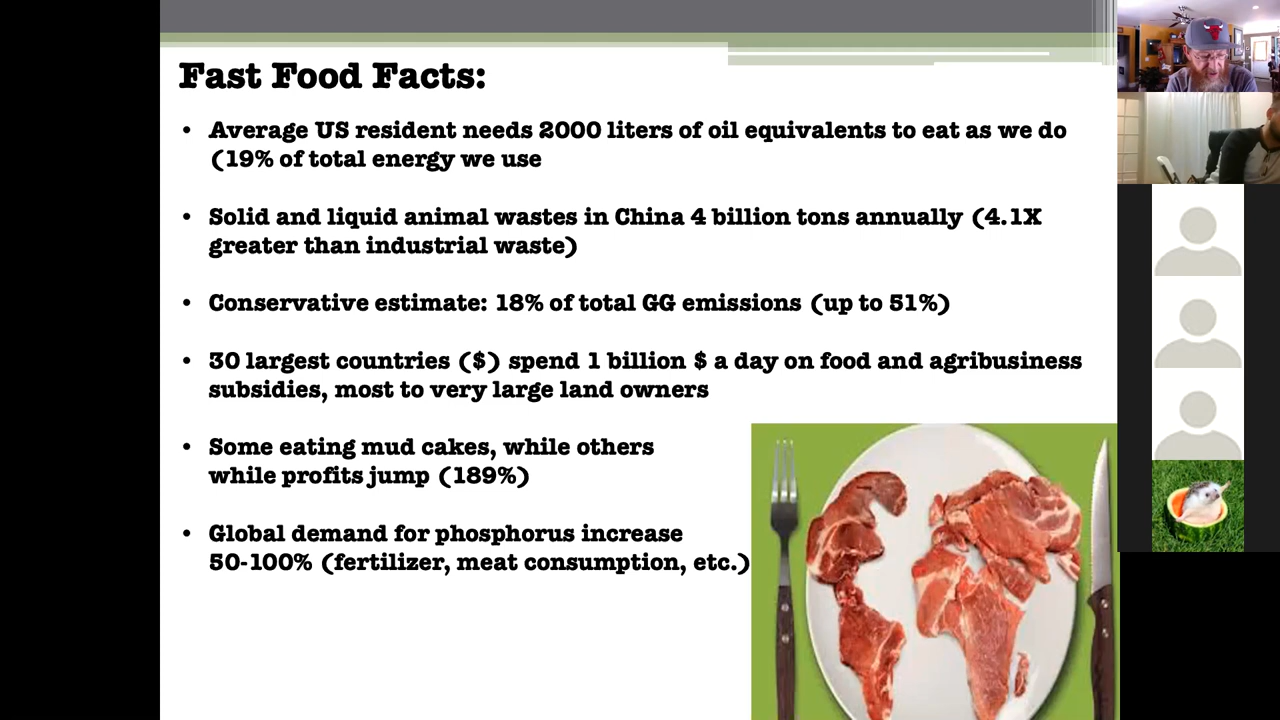 Fast Food Facts:
• Average US resident needs 2000 liters of oil equivalents to eat as we do
(19% of total energy we use
• Solid and liquid animal wastes in China 4 billion tons annually (4.1X
greater than industrial waste)
• Conservative estimate: 18% of total GG emissions (up to 51%)
• 30 largest countries ($) spend 1 billion $ a day on food and agribusiness
subsidies, most to very large land owners
• Some eating mud cakes, while others
while profits jump (189%)
• Global demand for phosphorus increase
50-100% (fertilizer, meat consumption, etc.)